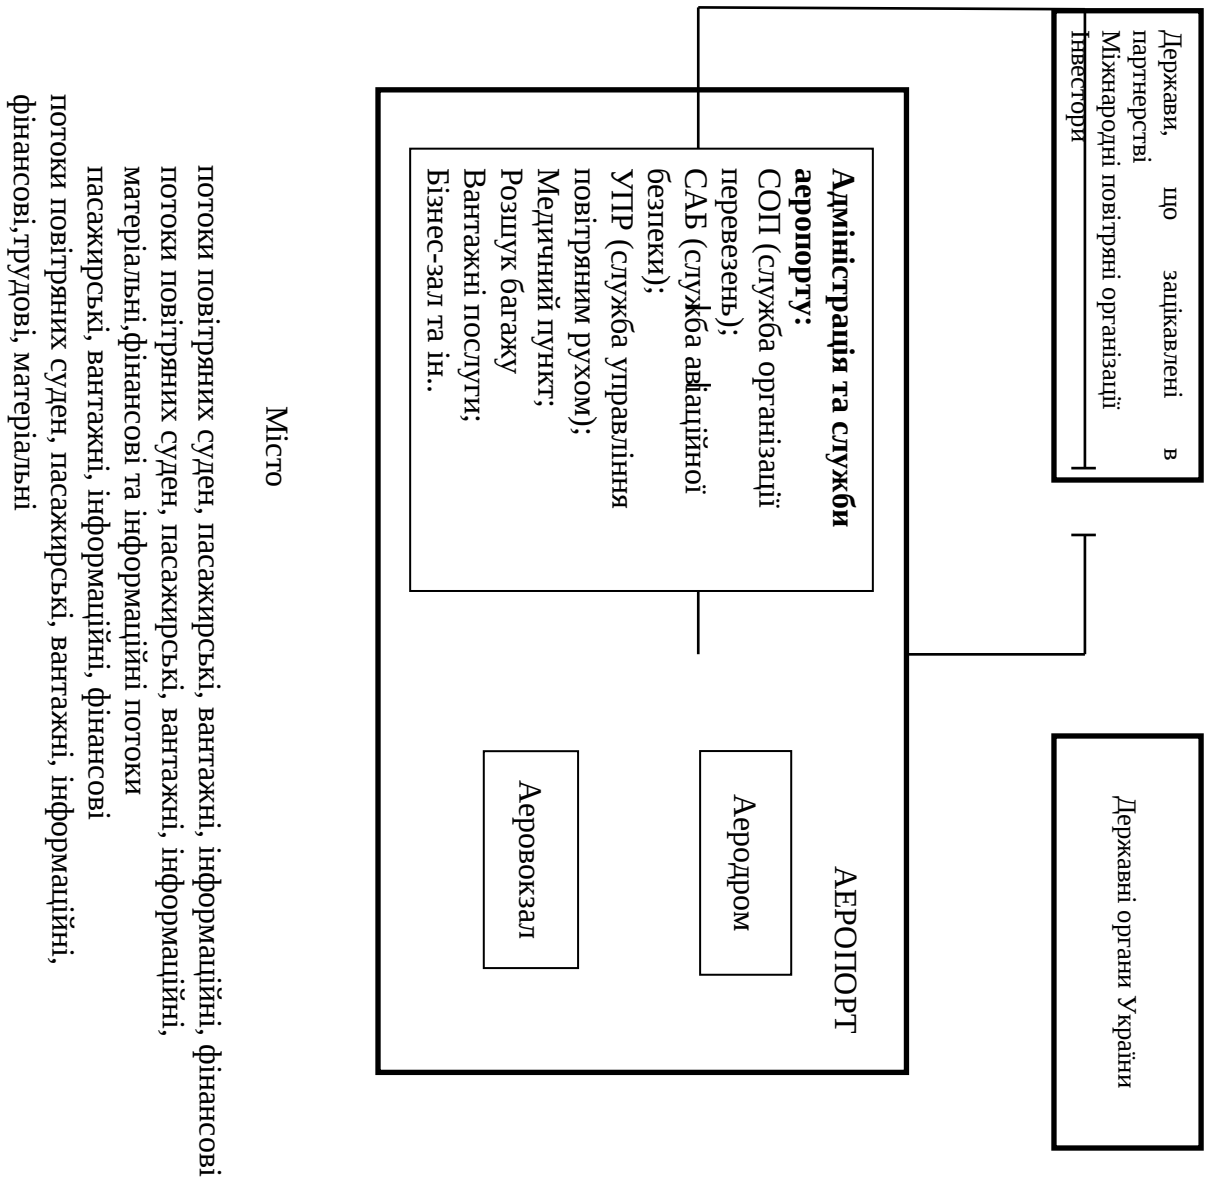 Держави, що зацікавлені в
партнерстві
Міжнародні повітряні організації
Інвестори
Державні органи України
АЕРОПОРТ
Адміністрація та служби
аеропорту:
СОП (служба організації
перевезень);
САБ (служба авіаційної
безпеки);
УПР (служба управління
повітряним рухом);
Медичний пункт;
Розшук багажу
Вантажні послуги;
Бізнес-зал та ін..
Аеродром
Аеровокзал
Місто
потоки повітряних суден, пасажирські, вантажні, інформаційні, фінансові
потоки повітряних суден, пасажирські, вантажні, інформаційні,
матеріальні,фінансові та інформаційні потоки
пасажирські, вантажні, інформаційні, фінансові
потоки повітряних суден, пасажирські, вантажні, інформаційні,
фінансові,трудові, матеріальні